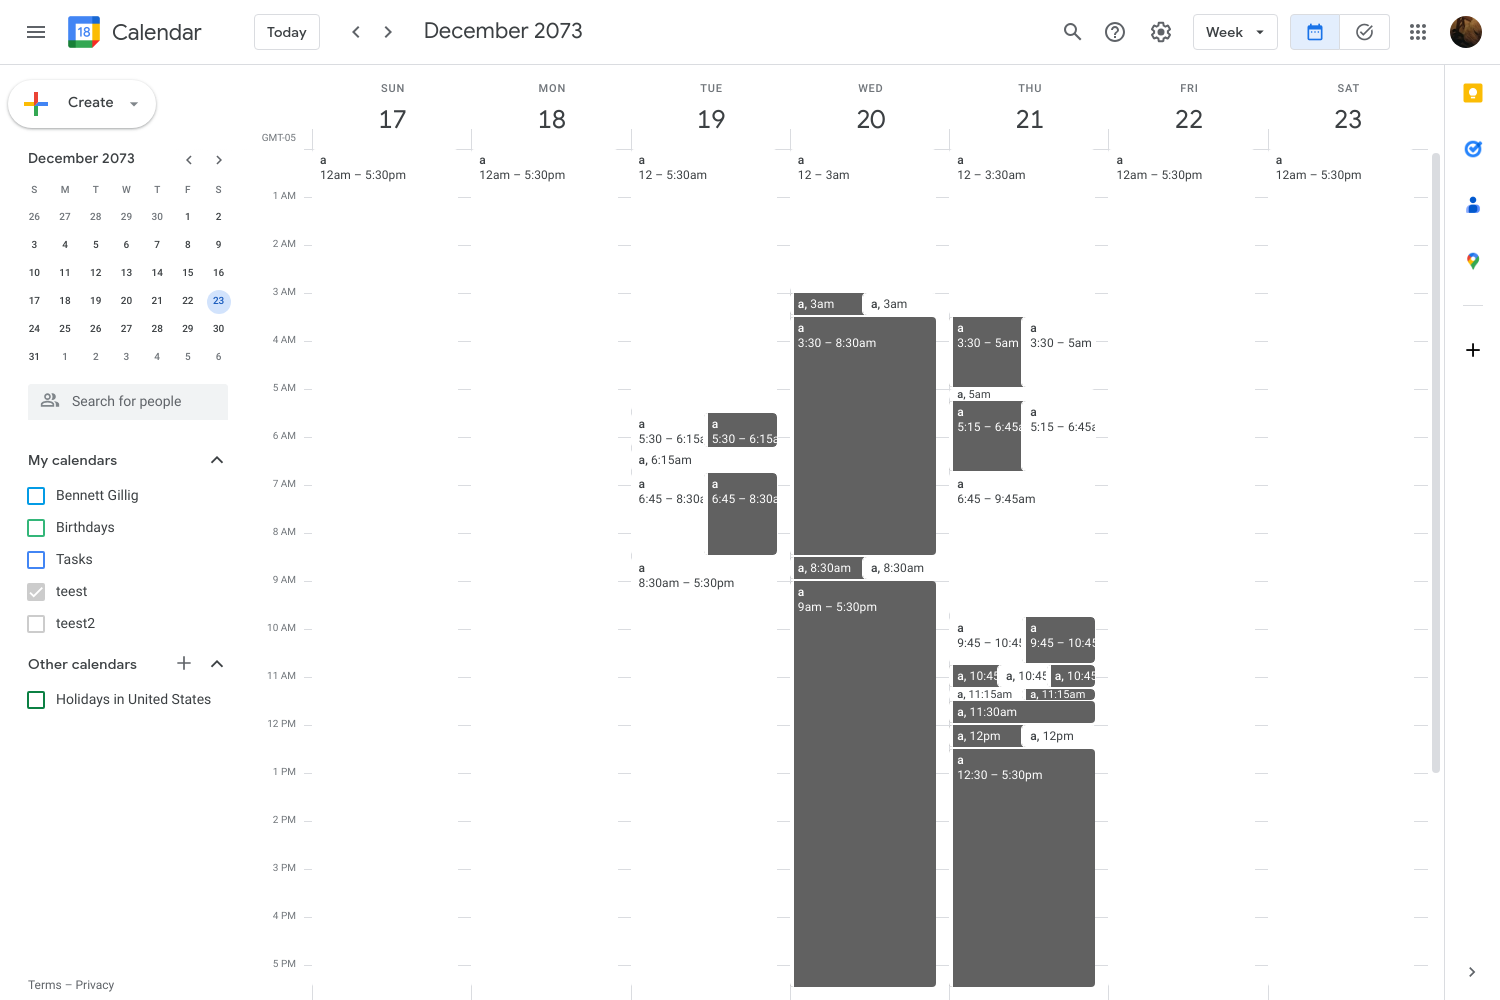 18 Calendar
Today
December 2073
Week
Create
December 2073
S M T W T F S
26 27 28 29 30 1 2
3 4 5 6 7 8 9
10 11 12 13 14 15 16
17 18 19 20 21 22 23
24 25 26 27 28 29 30
31 1 2 3 4 5 6
Search for people
My calendars
Bennett Gillig
Birthdays
Tasks
teest
teest2
Other calendars
Holidays in United States
Terms – Privacy
SUN MON TUE WED THU FRI SAT
17 18 19 20 21 22 23
GMT-05
1 AM
2 AM
3 AM
4 AM
5 AM
6 AM
7 AM
8 AM
9 AM
10 AM
11 AM
12 PM
1 PM
2 PM
3 PM
4 PM
5 PM
a
12am – 5:30pm
a
12am – 5:30pm
a
12 – 5:30am
a
5:30 – 6:15a
a
5:30 – 6:15a
a, 6:15am
a
6:45 – 8:30a
a
6:45 – 8:30a
a
8:30am – 5:30pm
a
12 – 3am
a, 3am
a, 3am
a
3:30 – 8:30am
a, 8:30am
a, 8:30am
a
9am – 5:30pm
a
12 – 3:30am
a
3:30 – 5am
a
3:30 – 5am
a, 5am
a
5:15 – 6:45a
a
5:15 – 6:45a
a
6:45 – 9:45am
a
9:45 – 10:45
a
9:45 – 10:45
a, 10:45
a, 10:45
a, 10:45
a, 11:15am
a, 11:15am
a, 11:30am
a, 12pm
a, 12pm
a
12:30 – 5:30pm
a
12am – 5:30pm
a
12am – 5:30pm